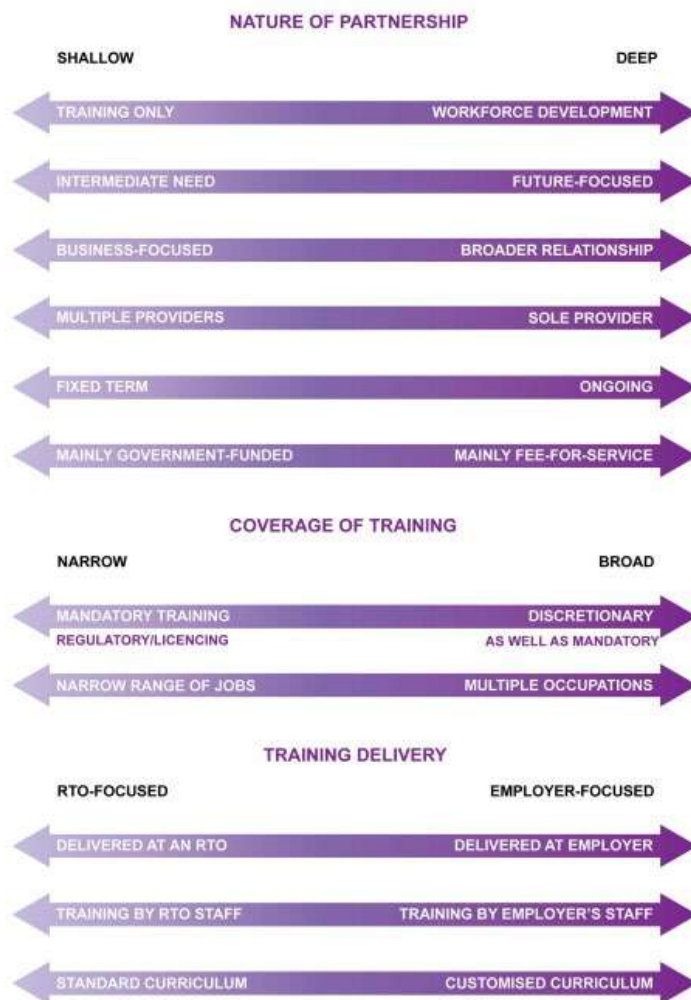 NATURE OF PARTNERSHIP
SHALLOW DEEP
TRAINING ONLY WORKFORCE DEVELOPMENT
INTERMEDIATE NEED FUTURE-FOCUSED
BUSINESS-FOCUSED BROADER RELATIONSHIP
MULTIPLE PROVIDERS SOLE PROVIDER
FIXED TERM ONGOING
MAINLY GOVERNMENT-FUNDED MAINLY FEE-FOR-SERVICE
COVERAGE OF TRAINING
NARROW BROAD
MANDATORY TRAINING DISCRETIONARY
REGULATORY/LICENCING AS WELL AS MANDATORY
NARROW RANGE OF JOBS MULTIPLE OCCUPATIONS
TRAINING DELIVERY
RTO-FOCUSED EMPLOYER-FOCUSED
DELIVERED AT AN RTO DELIVERED AT EMPLOYER
TRAINING BY RTO STAFF TRAINING BY EMPLOYER'S STAFF
STANDARD CURRICULUM CUSTOMISED CURRICULUM